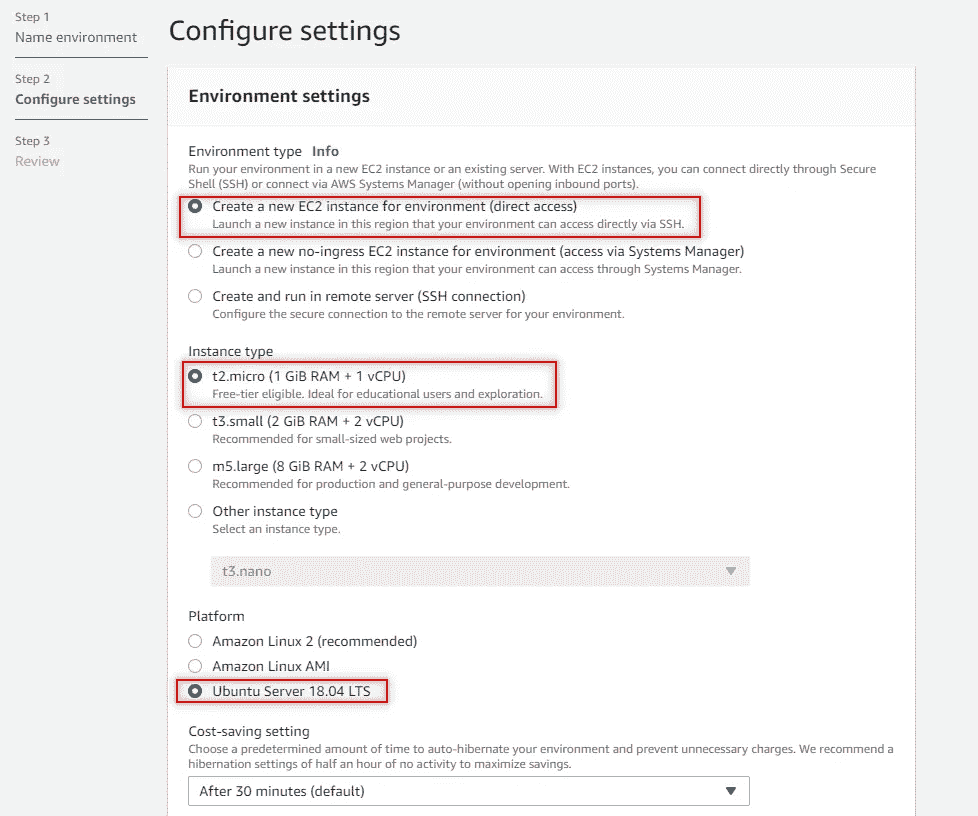 Step 1
Name environment
Step 2
Configure settings
Step 3
Review
Configure settings
Environment settings
Environment type Info
Run your environment in a new EC2 instance or an existing server. With EC2 instances, you can connect directly through Secure
Shell (SSH) or connect via AWS Systems Manager (without opening inbound ports).
Create a new EC2 instance for environment (direct access)
Launch a new instance in this region that your environment can access directly via SSH.
Create a new no-ingress EC2 instance for environment (access via Systems Manager)
Launch a new instance in this region that your environment can access through Systems Manager.
Create and run in remote server (SSH connection)
Configure the secure connection to the remote server for your environment.
Instance type
t2.micro (1 GiB RAM + 1 vCPU)
Free-tier eligible. Ideal for educational users and exploration.
t3.small (2 GiB RAM + 2 vCPU)
Recommended for small-sized web projects.
m5.large (8 GiB RAM + 2 vCPU)
Recommended for production and general-purpose development.
Other instance type
Select an instance type.
t3.nano
Platform
Amazon Linux 2 (recommended)
Amazon Linux AMI
Ubuntu Server 18.04 LTS
Cost-saving setting
Choose a predetermined amount of time to auto-hibernate your environment and prevent unnecessary charges. We recommend a
hibernation settings of half an hour of no activity to maximize savings.
After 30 minutes (default)